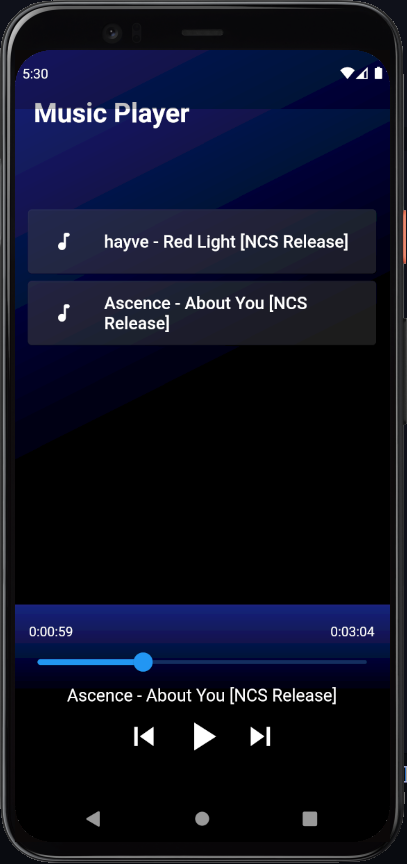 5:30
Music Player
hayve - Red Light [NCS Release]
Ascence - About You [NCS
Release]
0:00:59
0:03:04
Ascence - About You [NCS Release]